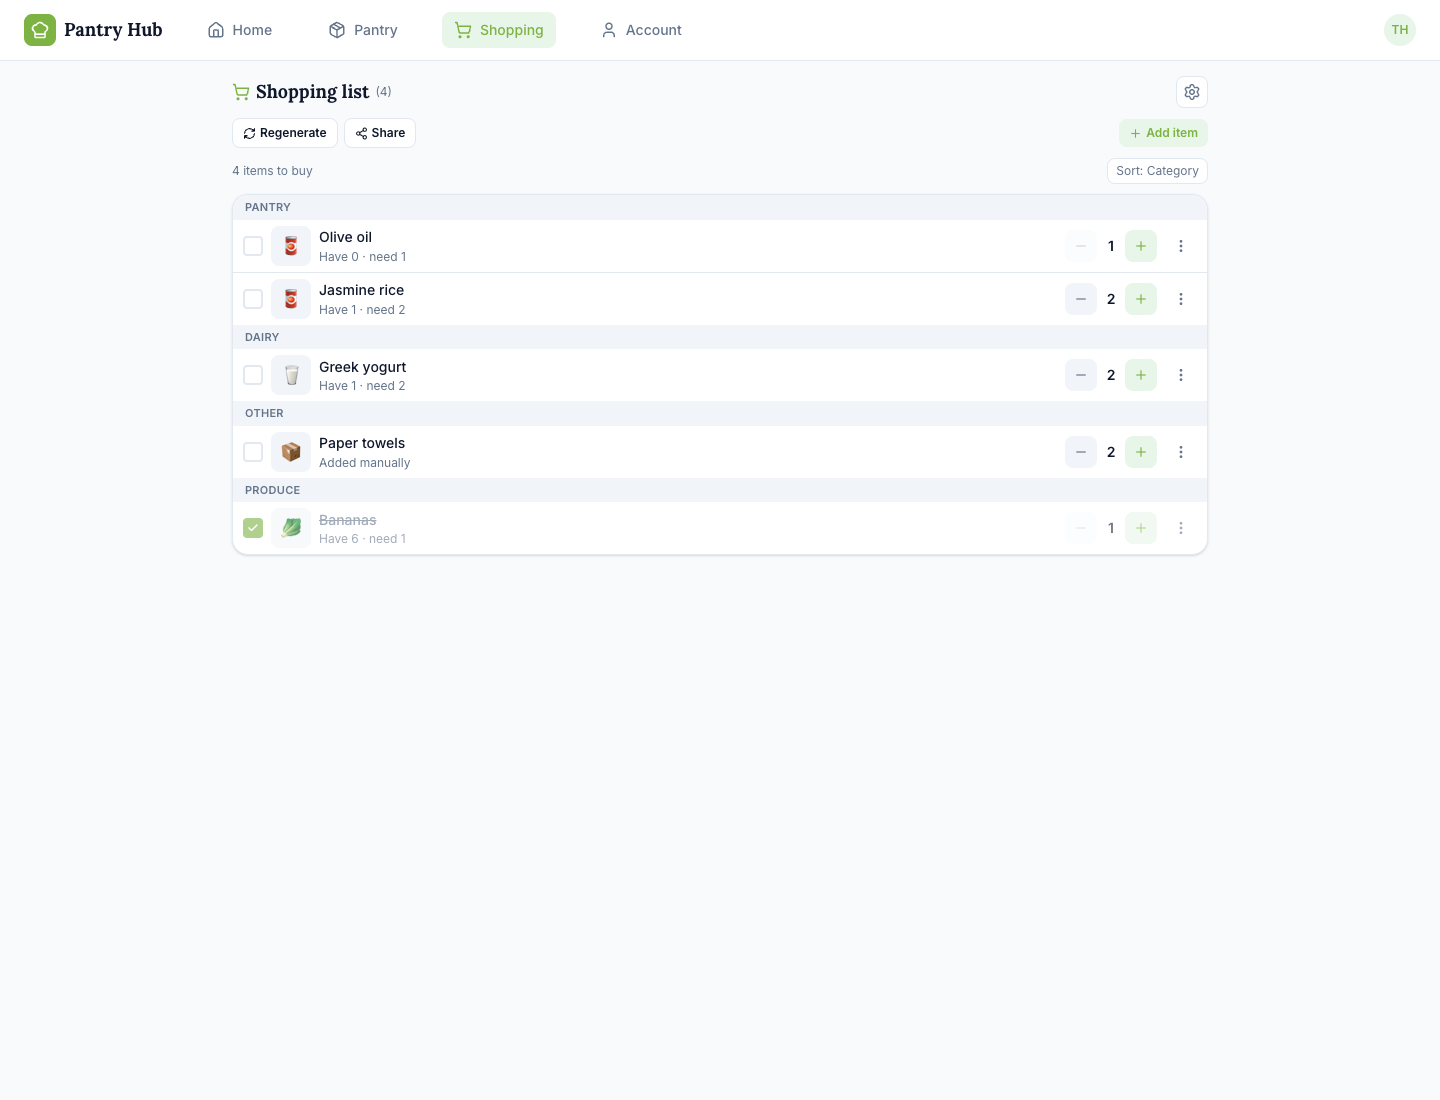 Pantry Hub
Home
Pantry
Shopping
Account
TH
Shopping list (4)
Regenerate
Share
Add item
4 items to buy
Sort: Category
PANTRY
Olive oil
Have 0 · need 1
1
Jasmine rice
Have 1 · need 2
2
DAIRY
Greek yogurt
Have 1 · need 2
2
OTHER
Paper towels
Added manually
2
PRODUCE
Bananas
Have 6 · need 1
1